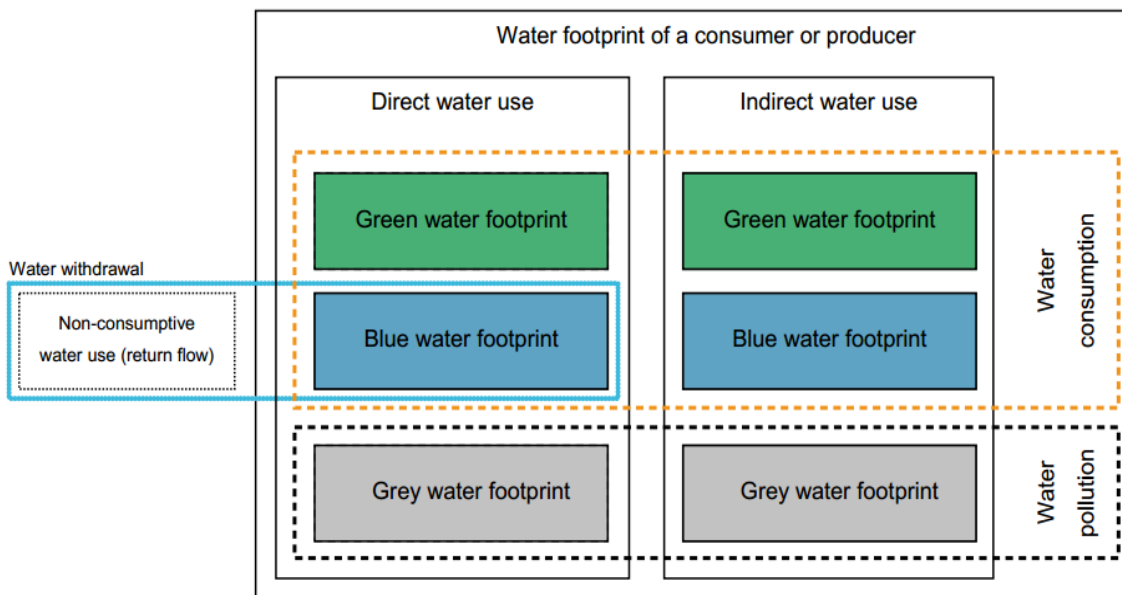 Water footprint of a consumer or producer
Direct water use
Indirect water use
Green water footprint
Green water footprint
Water
consumption
Water withdrawal
Non-consumptive
water use (return flow)
Blue water footprint
Blue water footprint
Grey water footprint
Grey water footprint
Water
pollution